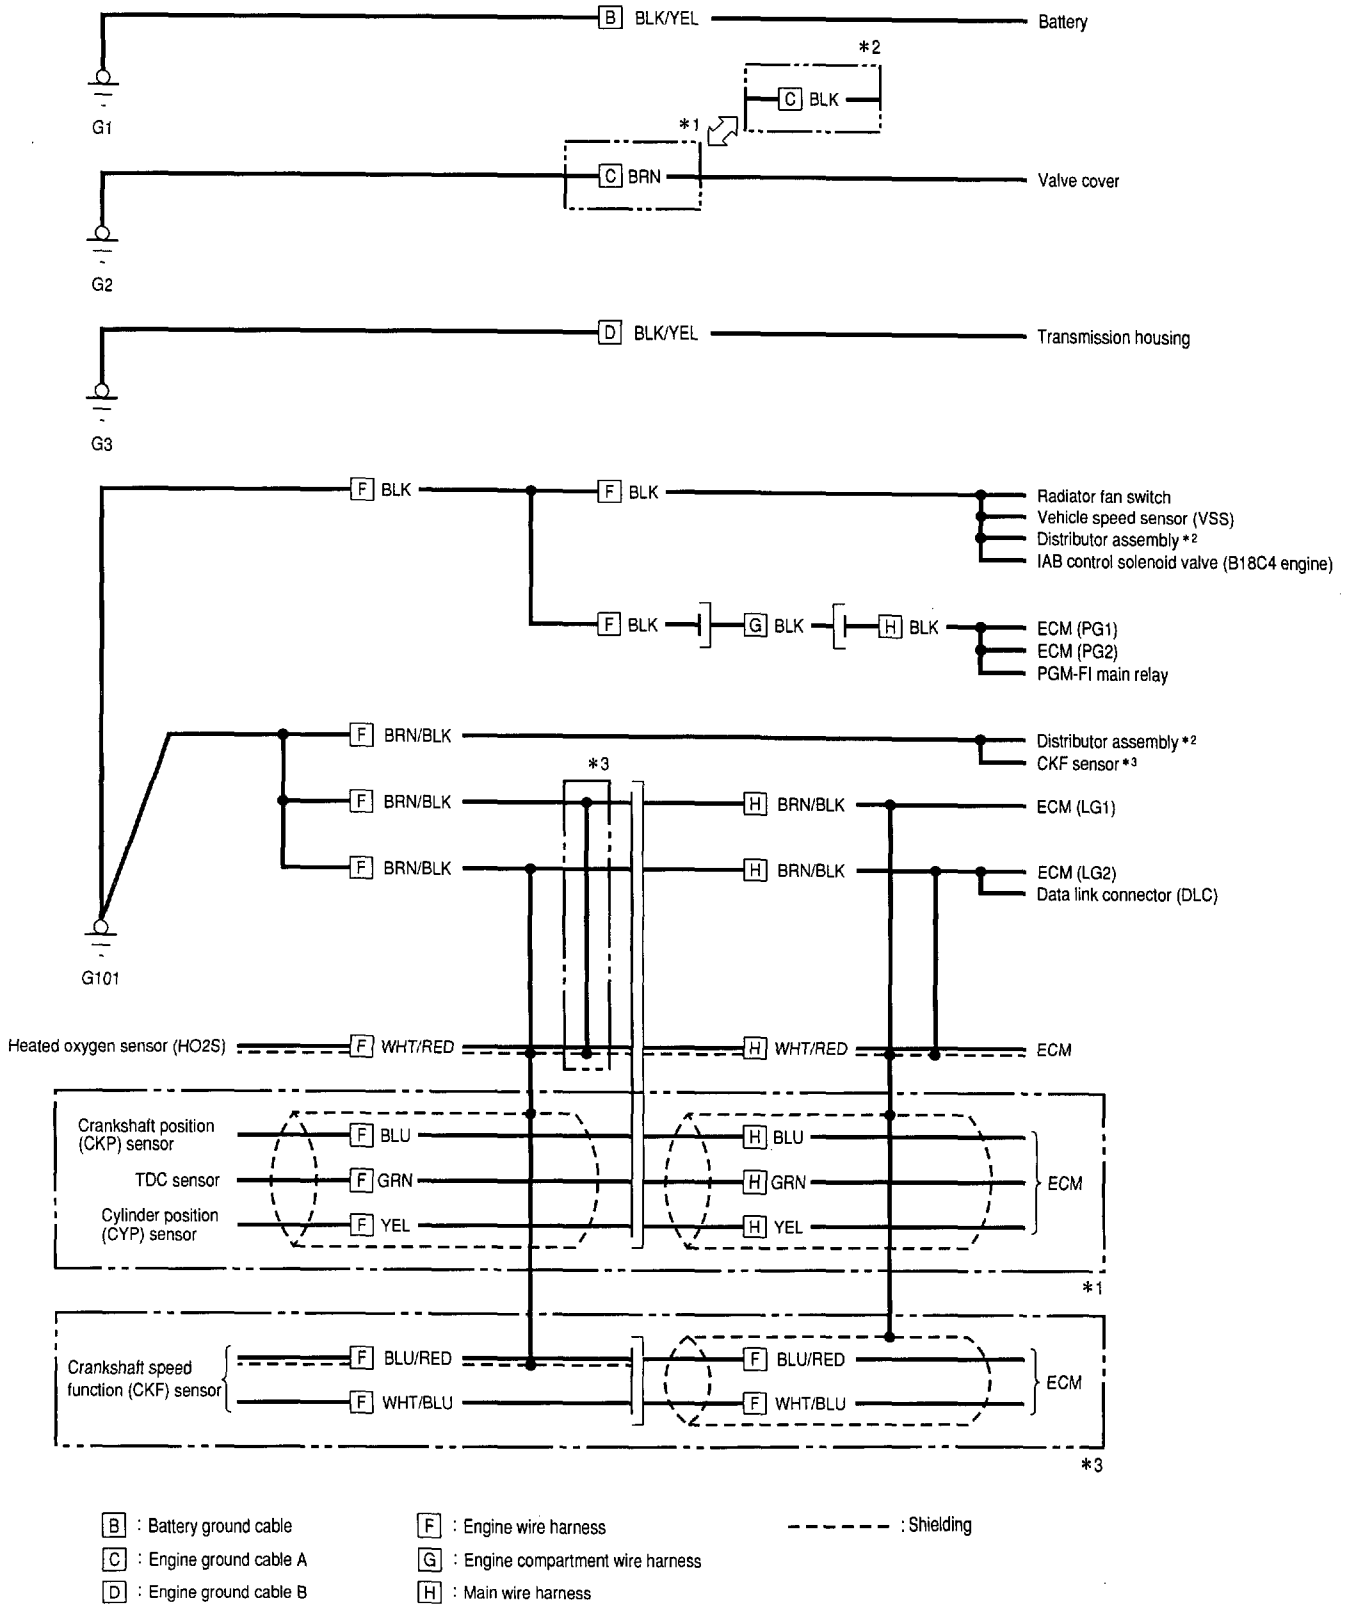 B BLK/YEL Battery
*2
C BLK
G1
*1
C BRN Valve cover
G2
D BLK/YEL Transmission housing
G3
F BLK F BLK Radiator fan switch
Vehicle speed sensor (VSS)
Distributor assembly *2
IAB control solenoid valve (B18C4 engine)
F BLK G BLK H BLK ECM (PG1)
ECM (PG2)
PGM-FI main relay
F BRN/BLK Distributor assembly *2
*3 CKF sensor *3
F BRN/BLK H BRN/BLK ECM (LG1)
F BRN/BLK H BRN/BLK ECM (LG2)
Data link connector (DLC)
G101
Heated oxygen sensor (HO2S) F WHT/RED H WHT/RED ECM
Crankshaft position
(CKP) sensor F BLU H BLU
TDC sensor F GRN H GRN ECM
Cylinder position
(CYP) sensor F YEL H YEL
*1
Crankshaft speed
function (CKF) sensor F BLU/RED F BLU/RED ECM
F WHT/BLU F WHT/BLU
*3
B : Battery ground cable F : Engine wire harness : Shielding
C : Engine ground cable A G : Engine compartment wire harness
D : Engine ground cable B H : Main wire harness